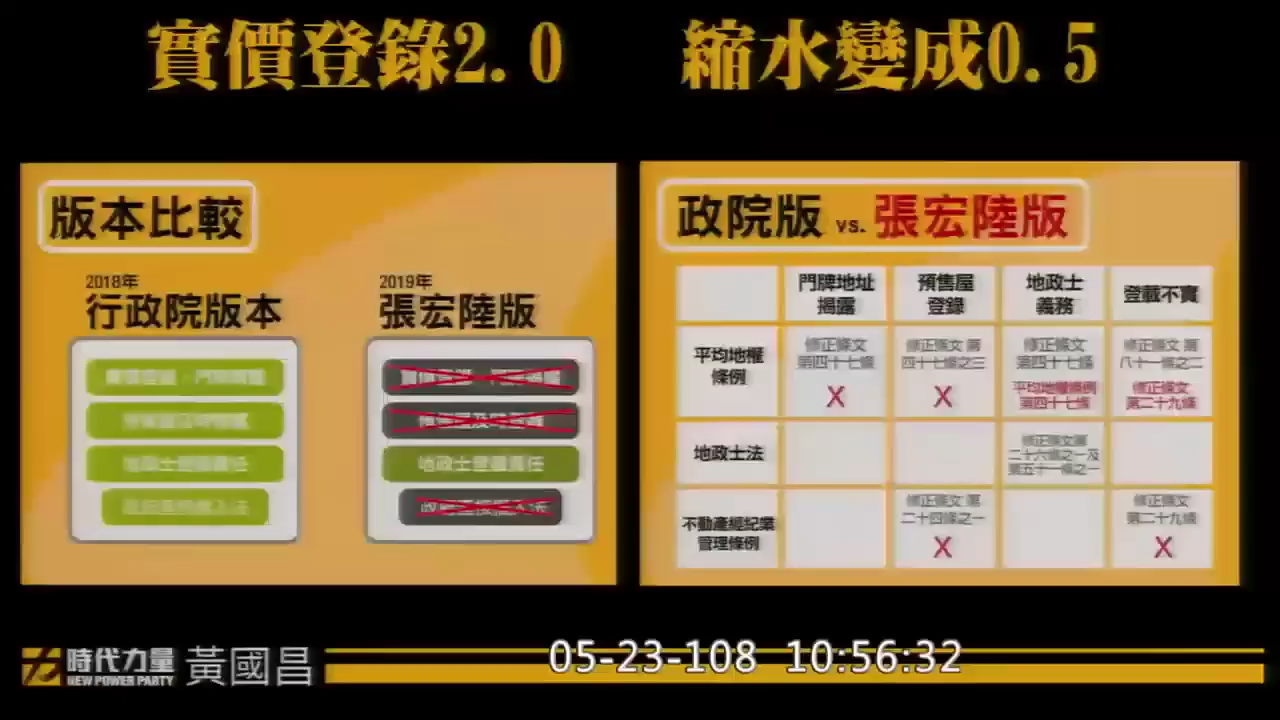 實價登錄2.0 縮水變成0.5
版本比較
2018年
行政院版本
2019年
張宏陸版
地政士登錄責任
政院版 vs. 張宏陸版
門牌地址
揭露
預售屋
登錄
地政士
義務
登載不實
平均地權
條例
修正條文
第四十七條
X
修正條文 第
四十七條之三
X
修正條文
第四十七條
平均地權條例
第四十七條
修正條文 第
八十一條之二
修正條文
第二十九條
地政士法
修正條文第
二十六條之一及
第五十一條之一
不動產經紀業
管理條例
修正條文 第
二十四條之一
X
修正條文
第二十九條
X
時代力量
NEW POWER PARTY
黃國昌
05-23-108 10:56:32